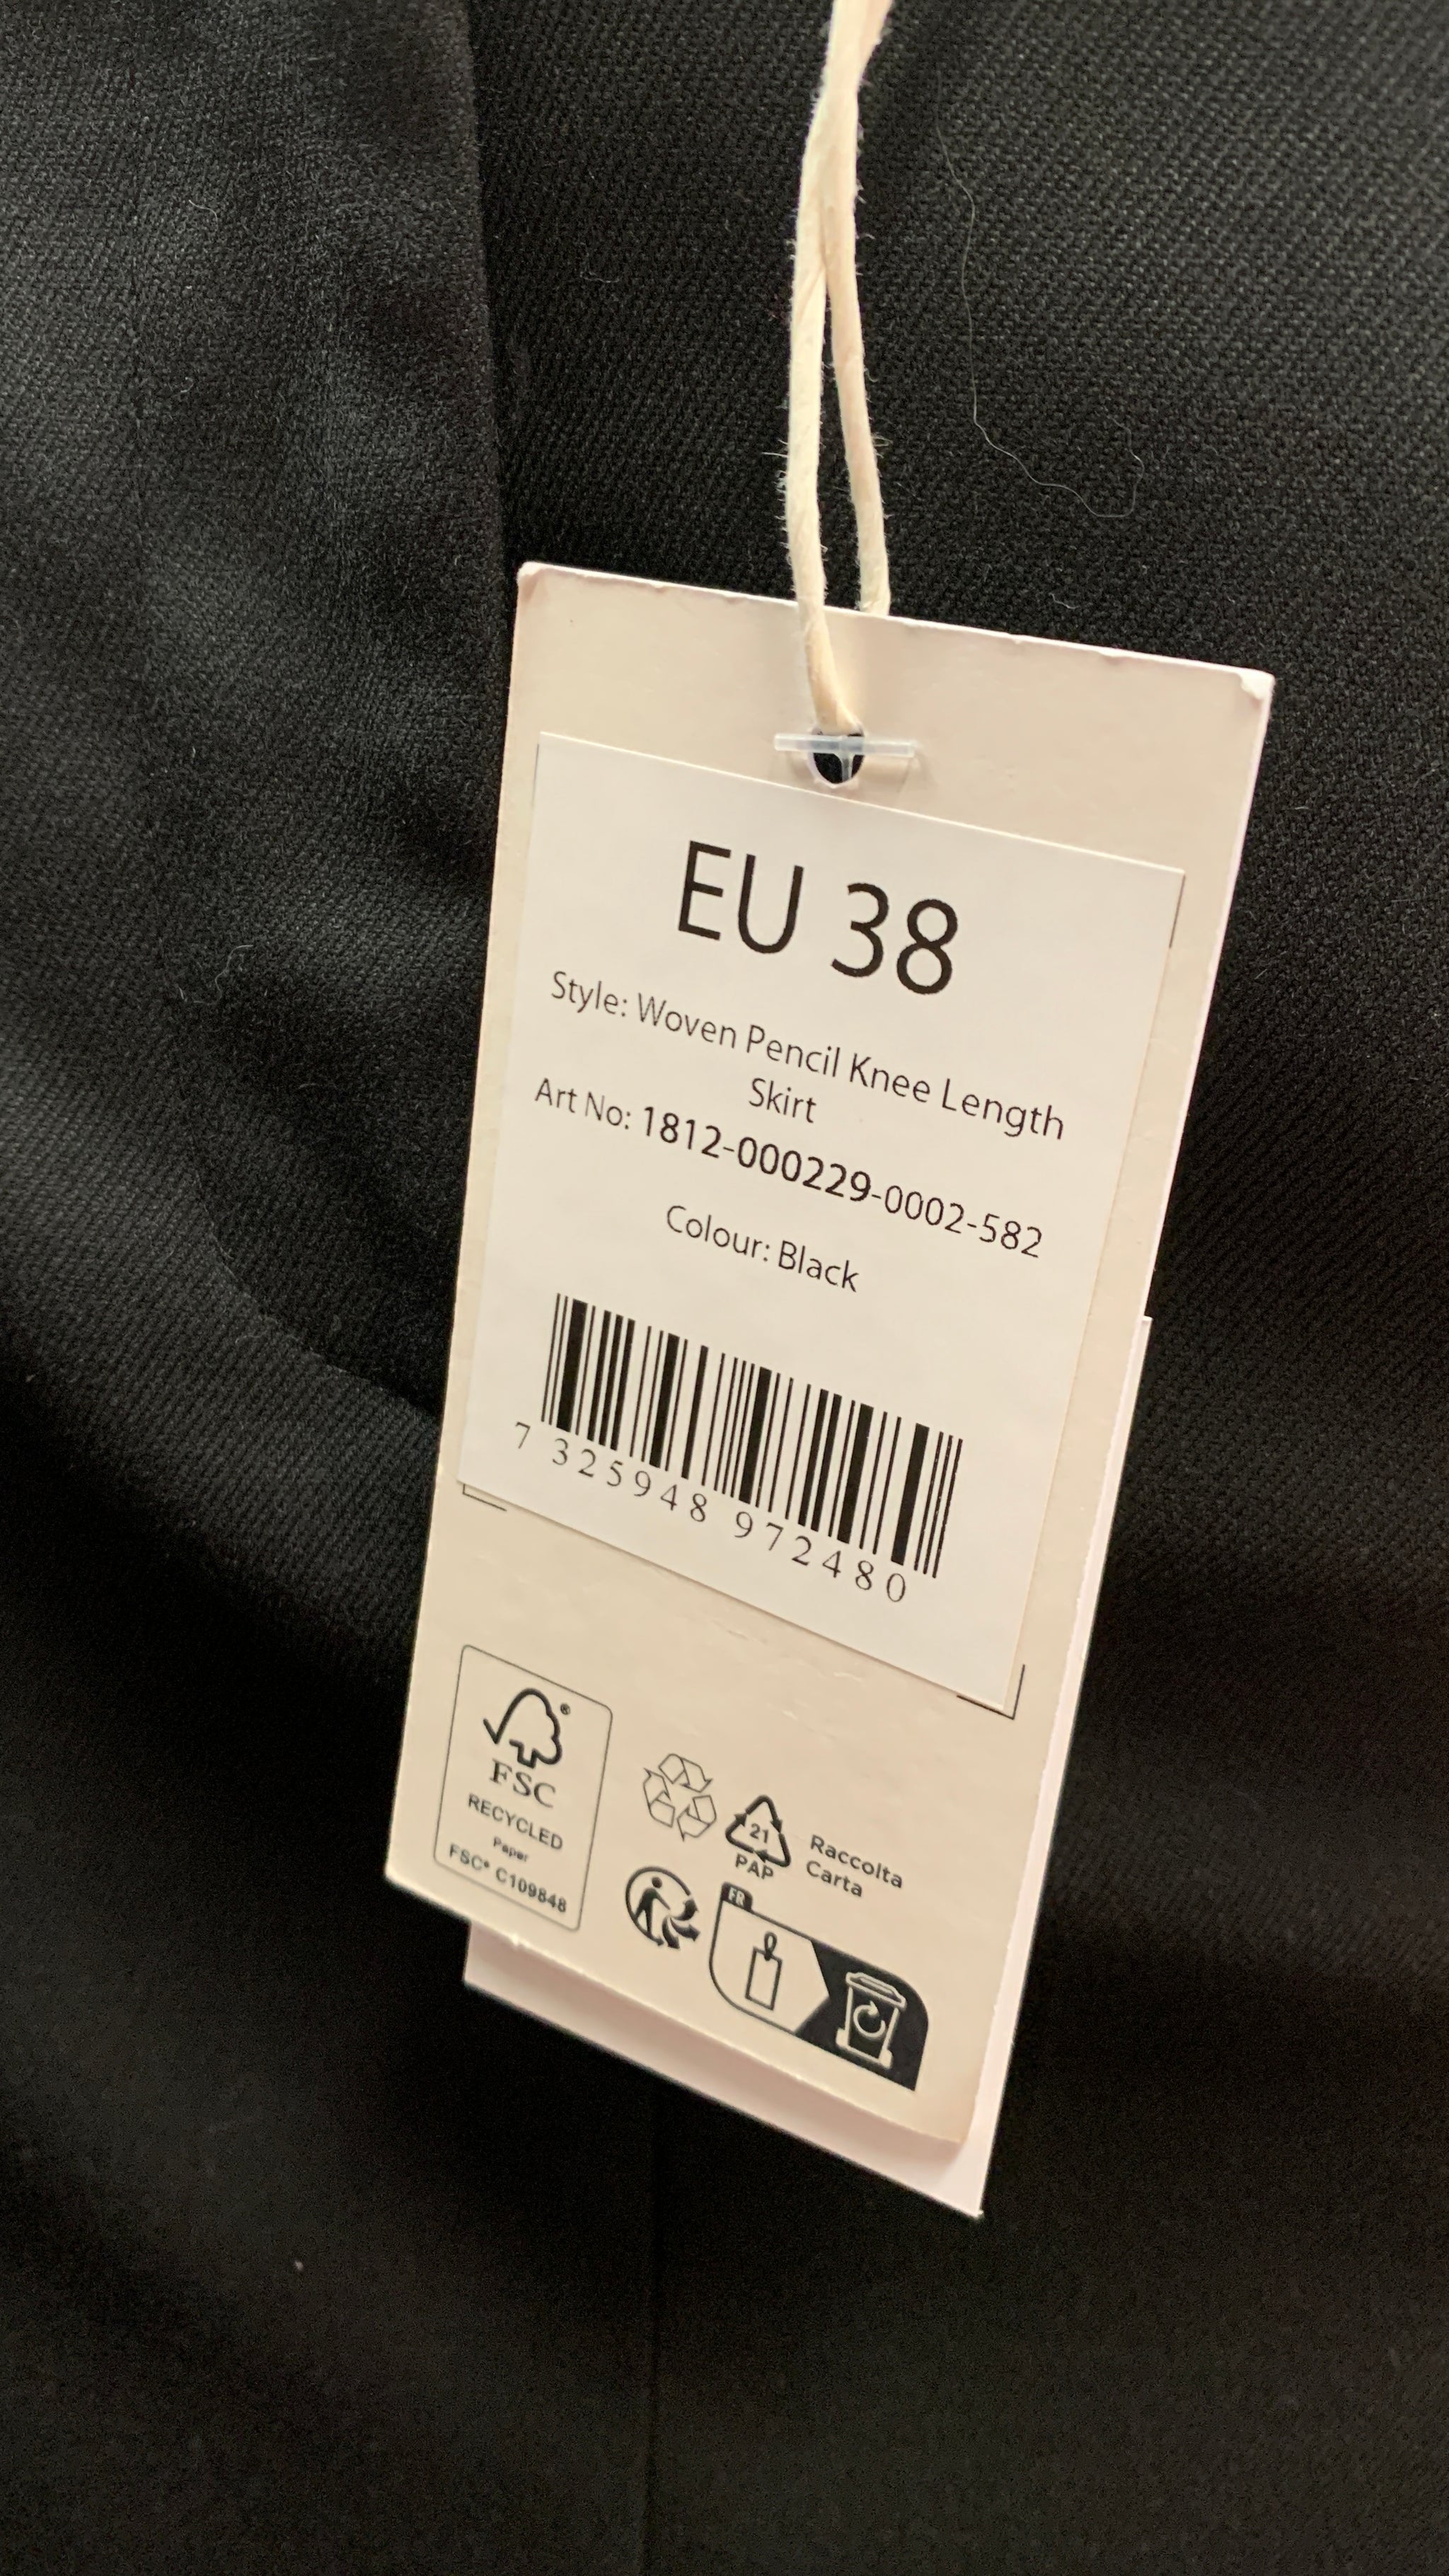 EU 38
Style: Woven Pencil Knee Length
Skirt
Art No: 1812-000229-0002-582
Colour: Black
7 325948 972480
®
FSC
RECYCLED
Paper
FSC® C109848
21
PAP
Raccolta
Carta
FR